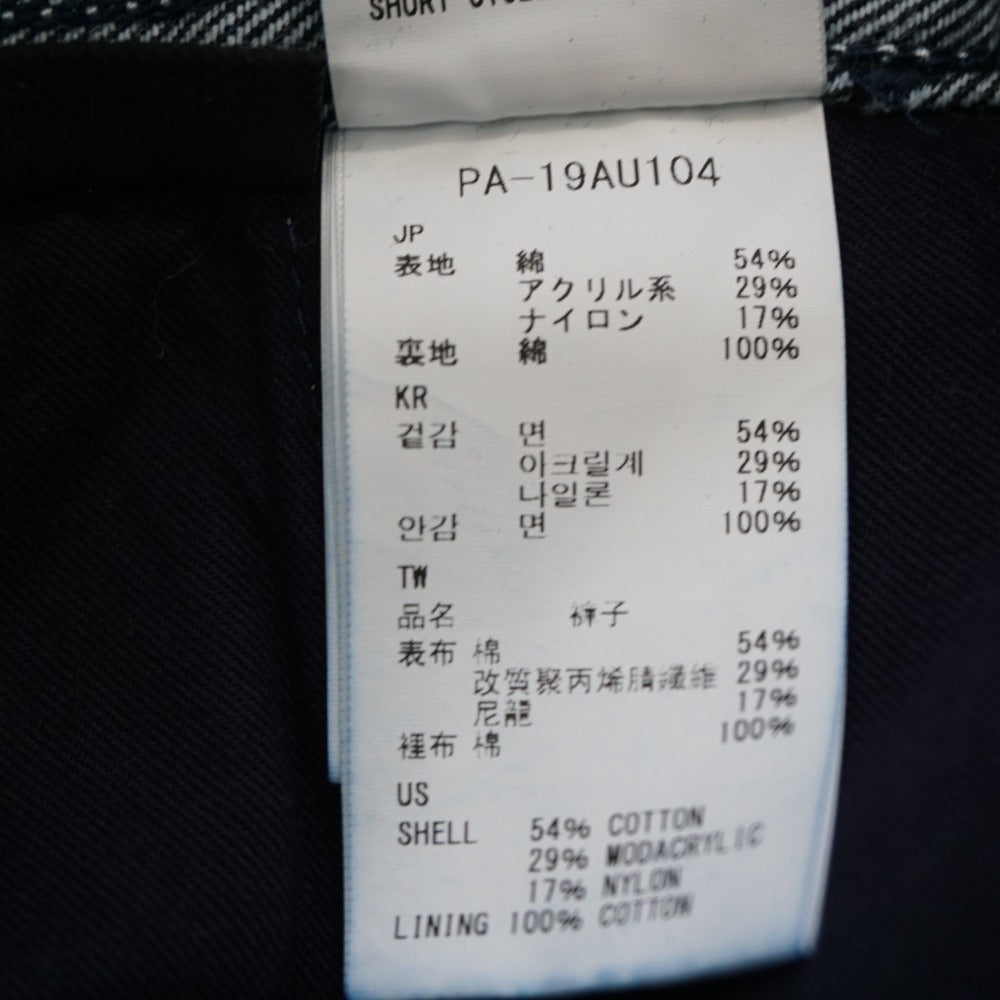 SHORT
PA-19AU104
JP
表地 綿 54%
アクリル系 29%
ナイロン 17%
裏地 綿 100%
KR
겉감 면 54%
아크릴계 29%
나일론 17%
안감 면 100%
TW
品名 褲子
表布 棉 54%
改質聚丙烯腈纖維 29%
尼龍 17%
裡布 棉 100%
US
SHELL 54% COTTON
29% MODACRYLIC
17% NYLON
LINING 100% COTTON